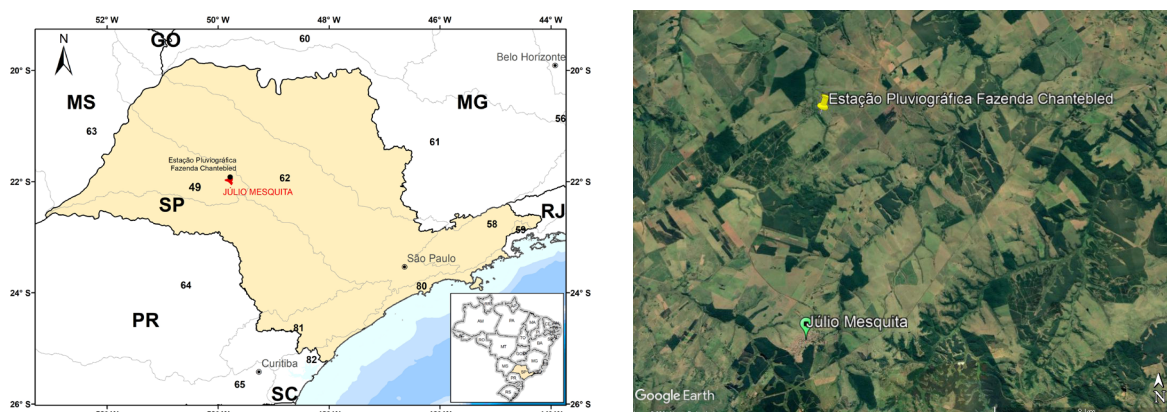 52° W
50° W
48° W
46° W
44° W
N
GO
60
Belo Horizonte
20° S
20° S
MS
MG
56
63
61
Estação Pluviográfica
Fazenda Chantebled
22° S
49
62
22° S
JÚLIO MESQUITA
SP
RJ
58
59
São Paulo
64
80
24° S
24° S
PR
81
82
Curitiba
65
SC
26° S
26° S
Estação Pluviográfica Fazenda Chantebled
Júlio Mesquita
Google Earth
N